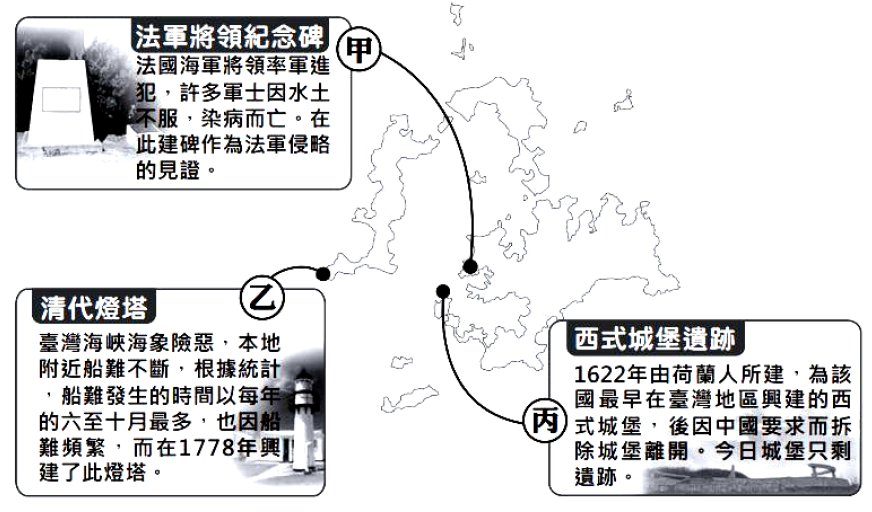 法軍將領紀念碑
甲
法國海軍將領率軍進
犯,許多軍士因水土
不服,染病而亡。在
此建碑作為法軍侵略
的見證。
清代燈塔
乙
臺灣海峽海象險惡,本地
附近船難不斷,根據統計
,船難發生的時間以每年
的六至十月最多,也因船
難頻繁,而在1778年興
建了此燈塔。
西式城堡遺跡
丙
1622年由荷蘭人所建,為該
國最早在臺灣地區興建的西
式城堡,後因中國要求而拆
除城堡離開。今日城堡只剩
遺跡。